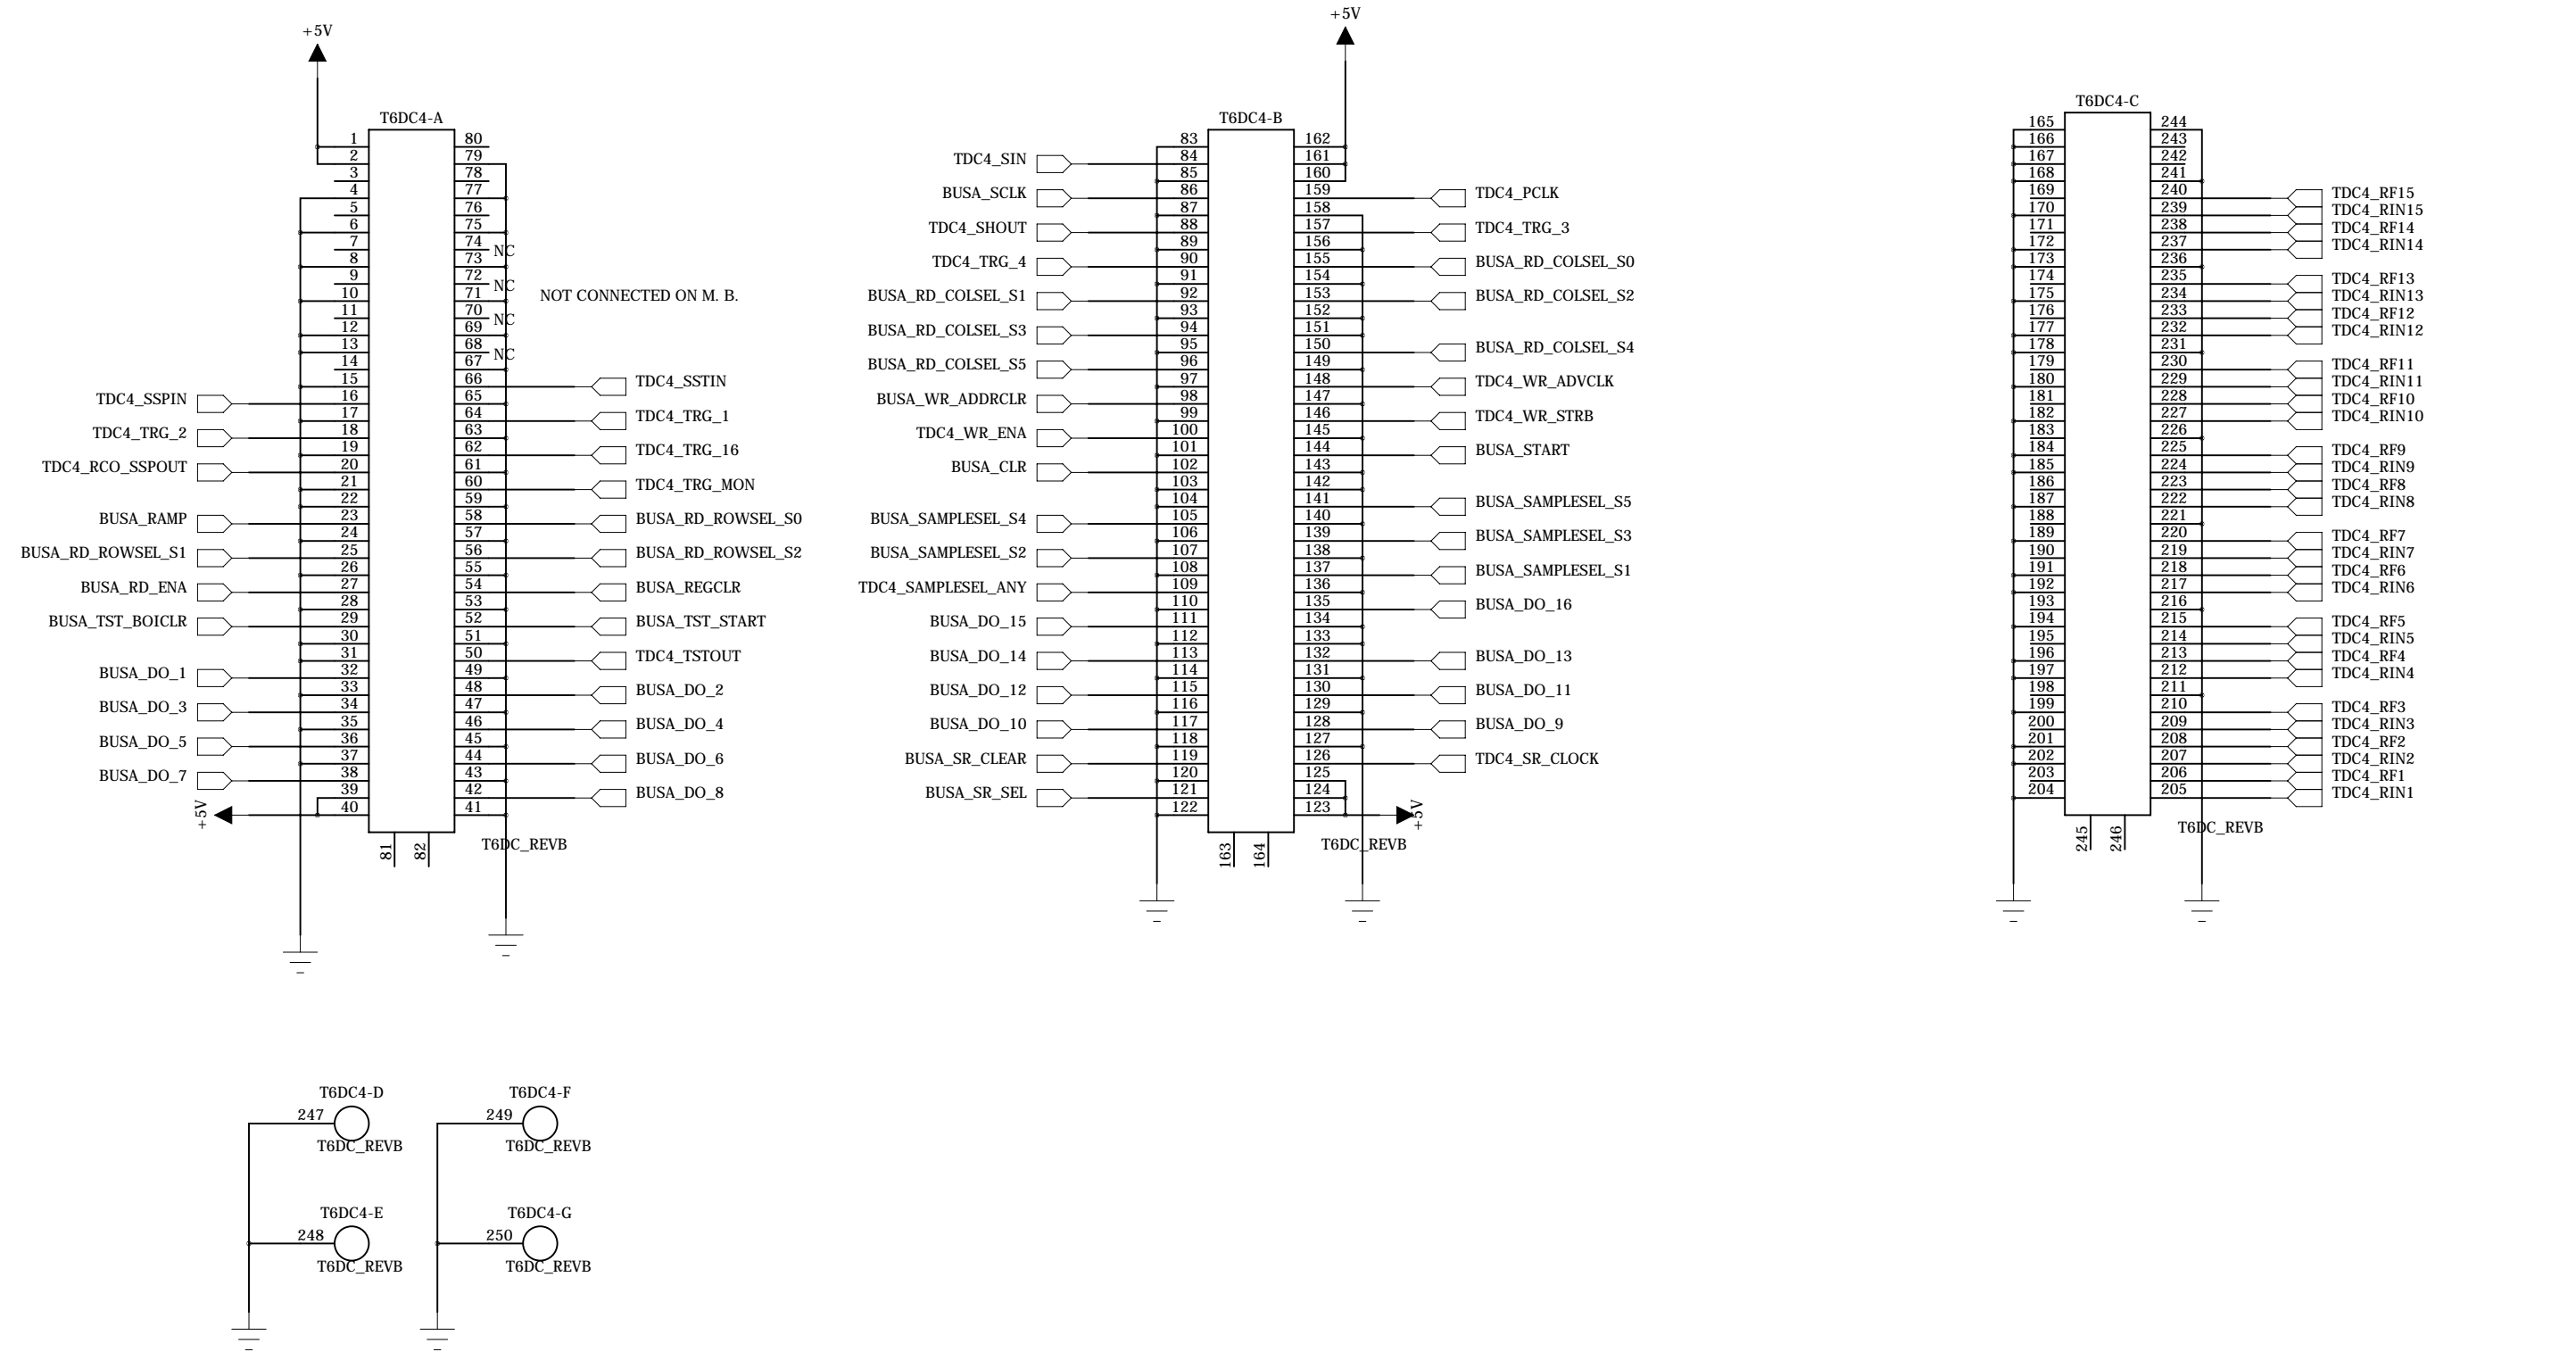 +5V
T6DC4-A
1 80
2 79
3 78
4 77
5 76
6 75
7 74 NC
8 73
9 72 NC
10 71 NOT CONNECTED ON M. B.
11 70 NC
12 69
13 68 NC
14 67
15 66 TDC4_SSTIN
TDC4_SSPIN 16 65
17 64 TDC4_TRG_1
TDC4_TRG_2 18 63
19 62 TDC4_TRG_16
TDC4_RCO_SSPOUT 20 61
21 60 TDC4_TRG_MON
22 59
BUSA_RAMP 23 58 BUSA_RD_ROWSEL_S0
24 57
BUSA_RD_ROWSEL_S1 25 56 BUSA_RD_ROWSEL_S2
26 55
BUSA_RD_ENA 27 54 BUSA_REGCLR
28 53
BUSA_TST_BOICLR 29 52 BUSA_TST_START
30 51
31 50 TDC4_TSTOUT
BUSA_DO_1 32 49
33 48 BUSA_DO_2
BUSA_DO_3 34 47
35 46 BUSA_DO_4
BUSA_DO_5 36 45
37 44 BUSA_DO_6
BUSA_DO_7 38 43
39 42 BUSA_DO_8
+5V 40 41
81 82 T6DC_REVB
+5V
T6DC4-B
83 162
TDC4_SIN 84 161
85 160
BUSA_SCLK 86 159 TDC4_PCLK
87 158
TDC4_SHOUT 88 157 TDC4_TRG_3
89 156
TDC4_TRG_4 90 155 BUSA_RD_COLSEL_S0
91 154
BUSA_RD_COLSEL_S1 92 153 BUSA_RD_COLSEL_S2
93 152
BUSA_RD_COLSEL_S3 94 151
95 150 BUSA_RD_COLSEL_S4
BUSA_RD_COLSEL_S5 96 149
97 148 TDC4_WR_ADVCLK
BUSA_WR_ADDRCLR 98 147
99 146 TDC4_WR_STRB
TDC4_WR_ENA 100 145
101 144 BUSA_START
BUSA_CLR 102 143
103 142
104 141 BUSA_SAMPLESEL_S5
BUSA_SAMPLESEL_S4 105 140
106 139 BUSA_SAMPLESEL_S3
BUSA_SAMPLESEL_S2 107 138
108 137 BUSA_SAMPLESEL_S1
TDC4_SAMPLESEL_ANY 109 136
110 135 BUSA_DO_16
BUSA_DO_15 111 134
112 133
BUSA_DO_14 113 132 BUSA_DO_13
114 131
BUSA_DO_12 115 130 BUSA_DO_11
116 129
BUSA_DO_10 117 128 BUSA_DO_9
118 127
BUSA_SR_CLEAR 119 126 TDC4_SR_CLOCK
120 125
BUSA_SR_SEL 121 124
122 123 +5V
163 164 T6DC_REVB
T6DC4-C
165 244
166 243
167 242
168 241
169 240 TDC4_RF15
170 239 TDC4_RIN15
171 238 TDC4_RF14
172 237 TDC4_RIN14
173 236
174 235 TDC4_RF13
175 234 TDC4_RIN13
176 233 TDC4_RF12
177 232 TDC4_RIN12
178 231
179 230 TDC4_RF11
180 229 TDC4_RIN11
181 228 TDC4_RF10
182 227 TDC4_RIN10
183 226
184 225 TDC4_RF9
185 224 TDC4_RIN9
186 223 TDC4_RF8
187 222 TDC4_RIN8
188 221
189 220 TDC4_RF7
190 219 TDC4_RIN7
191 218 TDC4_RF6
192 217 TDC4_RIN6
193 216
194 215 TDC4_RF5
195 214 TDC4_RIN5
196 213 TDC4_RF4
197 212 TDC4_RIN4
198 211
199 210 TDC4_RF3
200 209 TDC4_RIN3
201 208 TDC4_RF2
202 207 TDC4_RIN2
203 206 TDC4_RF1
204 205 TDC4_RIN1
245 246 T6DC_REVB
T6DC4-D
247
T6DC_REVB
T6DC4-F
249
T6DC_REVB
T6DC4-E
248
T6DC_REVB
T6DC4-G
250
T6DC_REVB